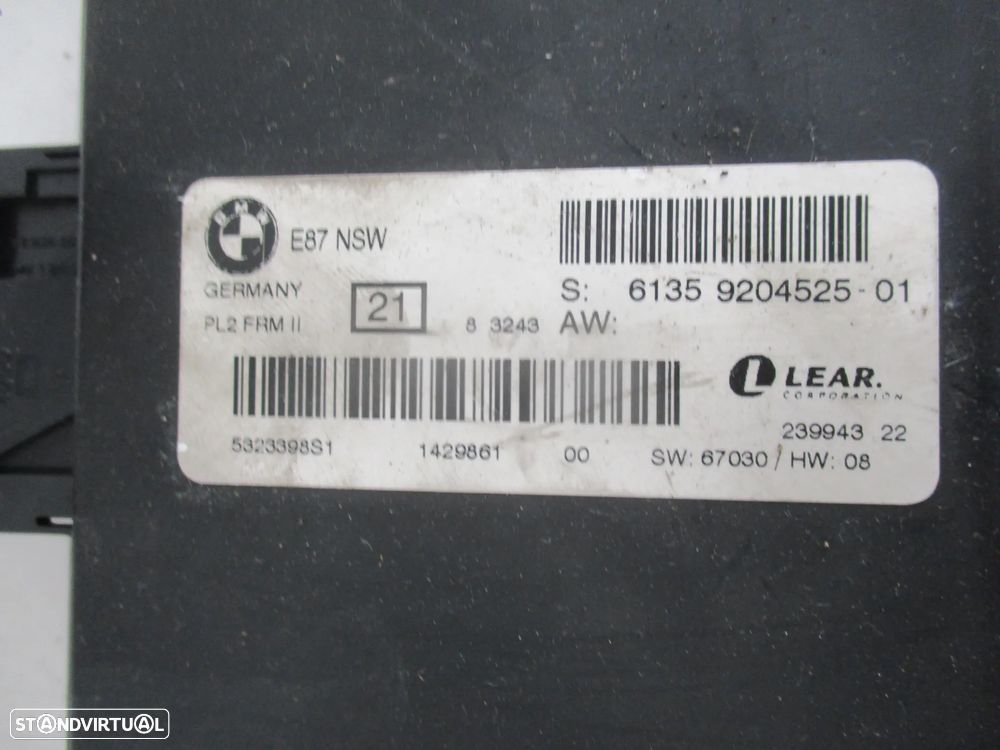 BMW
E87 NSW
GERMANY
PL2 FRM II
21
8 3243
S: 6135 9204525-01
AW:
LEAR.
CORPORATION
5323398S1 1429861 00
239943 22
SW: 67030 / HW: 08
STANDVIRTUAL